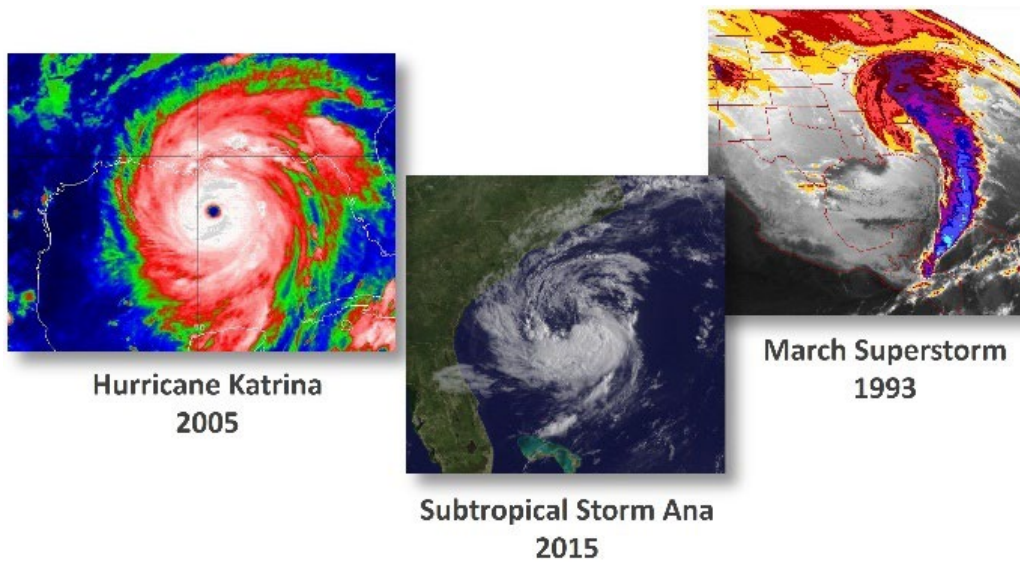 Hurricane Katrina
2005
Subtropical Storm Ana
2015
March Superstorm
1993